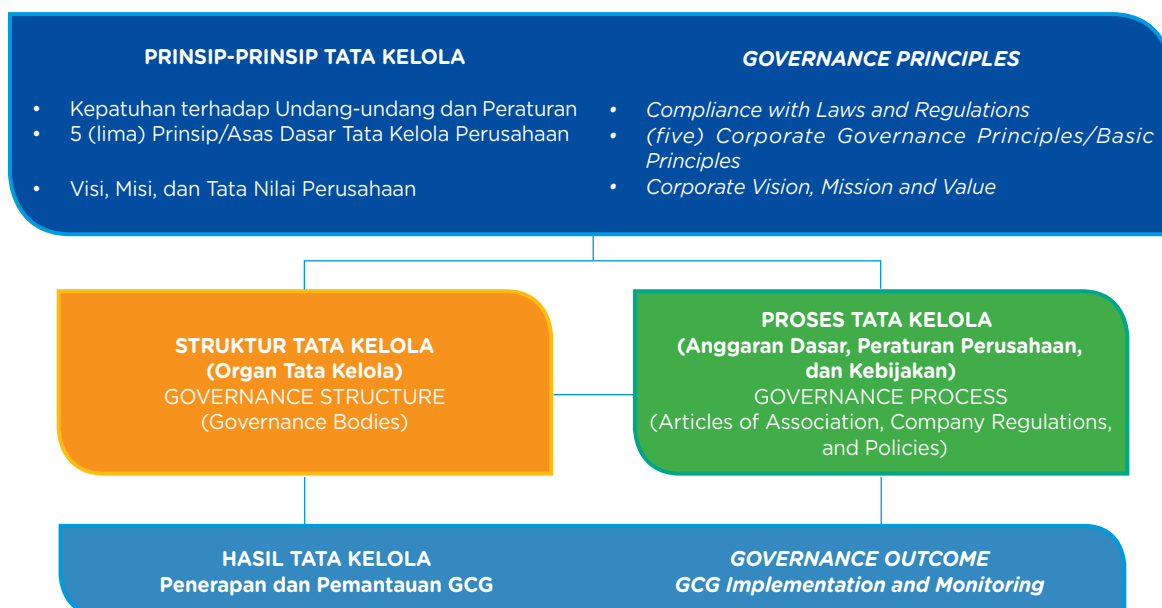 PRINSIP-PRINSIP TATA KELOLA
• Kepatuhan terhadap Undang-undang dan Peraturan
• 5 (lima) Prinsip/Asas Dasar Tata Kelola Perusahaan
• Visi, Misi, dan Tata Nilai Perusahaan
GOVERNANCE PRINCIPLES
• Compliance with Laws and Regulations
• (five) Corporate Governance Principles/Basic
Principles
• Corporate Vision, Mission and Value
STRUKTUR TATA KELOLA
(Organ Tata Kelola)
GOVERNANCE STRUCTURE
(Governance Bodies)
PROSES TATA KELOLA
(Anggaran Dasar, Peraturan Perusahaan,
dan Kebijakan)
GOVERNANCE PROCESS
(Articles of Association, Company Regulations,
and Policies)
HASIL TATA KELOLA
Penerapan dan Pemantauan GCG
GOVERNANCE OUTCOME
GCG Implementation and Monitoring